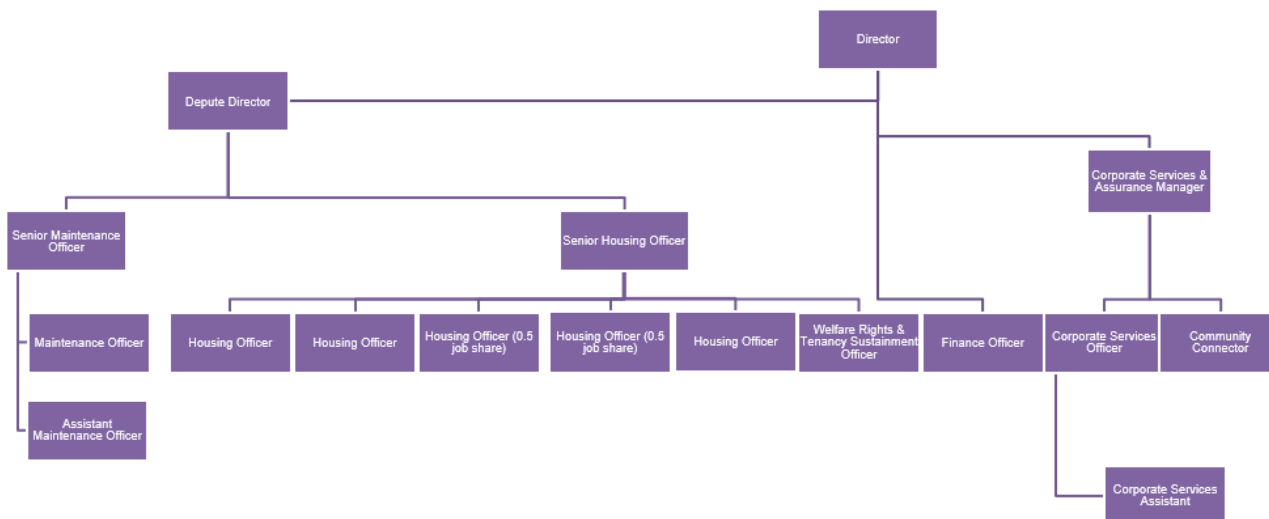 Director
Depute Director
Corporate Services &
Assurance Manager
Senior Maintenance
Officer
Senior Housing Officer
Maintenance Officer
Housing Officer
Housing Officer
Housing Officer (0.5
job share)
Housing Officer (0.5
job share)
Housing Officer
Welfare Rights &
Tenancy Sustainment
Officer
Finance Officer
Corporate Services
Officer
Community
Connector
Assistant
Maintenance Officer
Corporate Services
Assistant